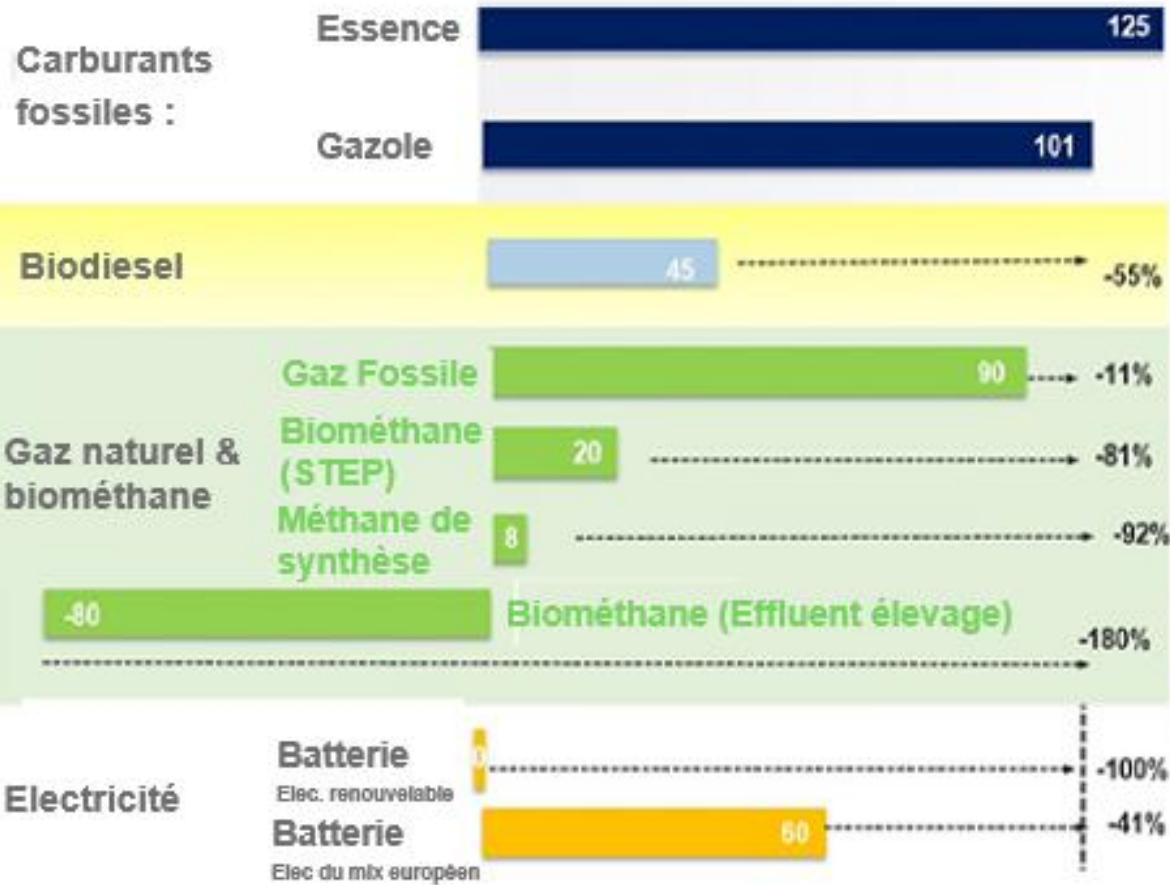 Carburants
fossiles :
Essence
125
Gazole
101
Biodiesel
45
-55%
Gaz naturel &
biométhane
Gaz Fossile
90
-11%
Biométhane
(STEP)
20
-81%
Méthane de
synthèse
8
-92%
-80
Biométhane (Effluent élevage)
-180%
Electricité
Batterie
Elec. renouvelable
-100%
Batterie
Elec du mix européen
60
-41%